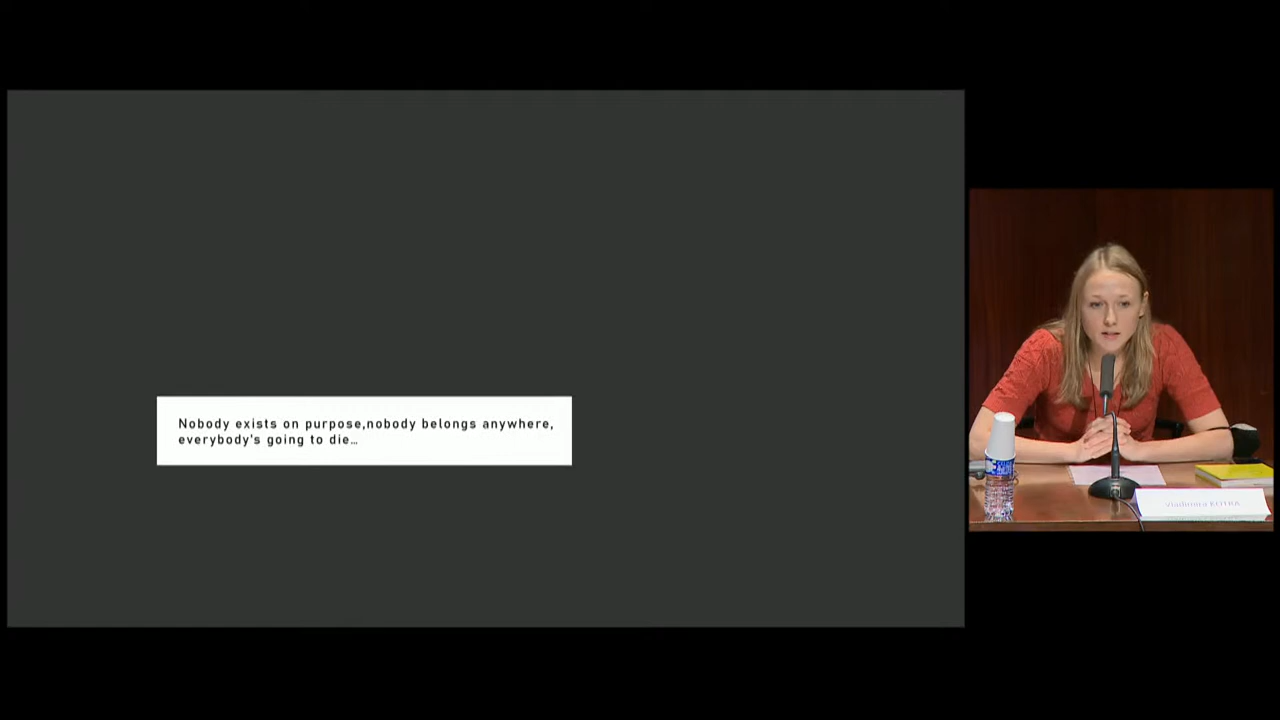 Nobody exists on purpose,nobody belongs anywhere,
everybody's going to die…